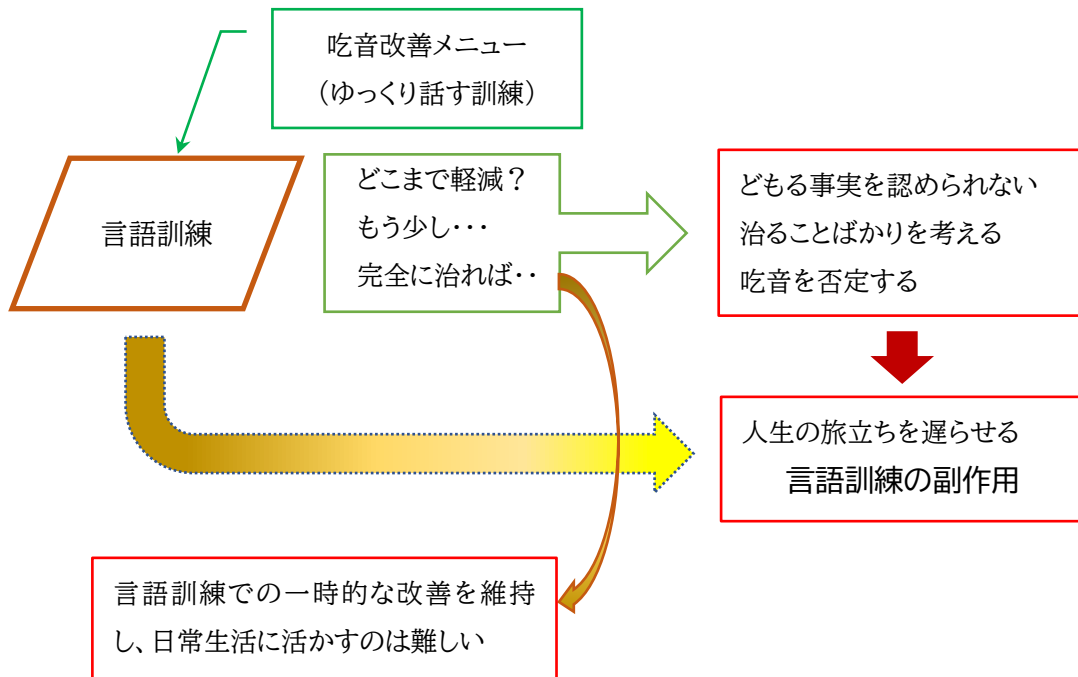 吃音改善メニュー
（ゆっくり話す訓練）
言語訓練
どこまで軽減？
もう少し・・・
完全に治れば・・
どもる事実を認められない
治ることばかりを考える
吃音を否定する
人生の旅立ちを遅らせる
言語訓練の副作用
言語訓練での一時的な改善を維持
し、日常生活に活かすのは難しい